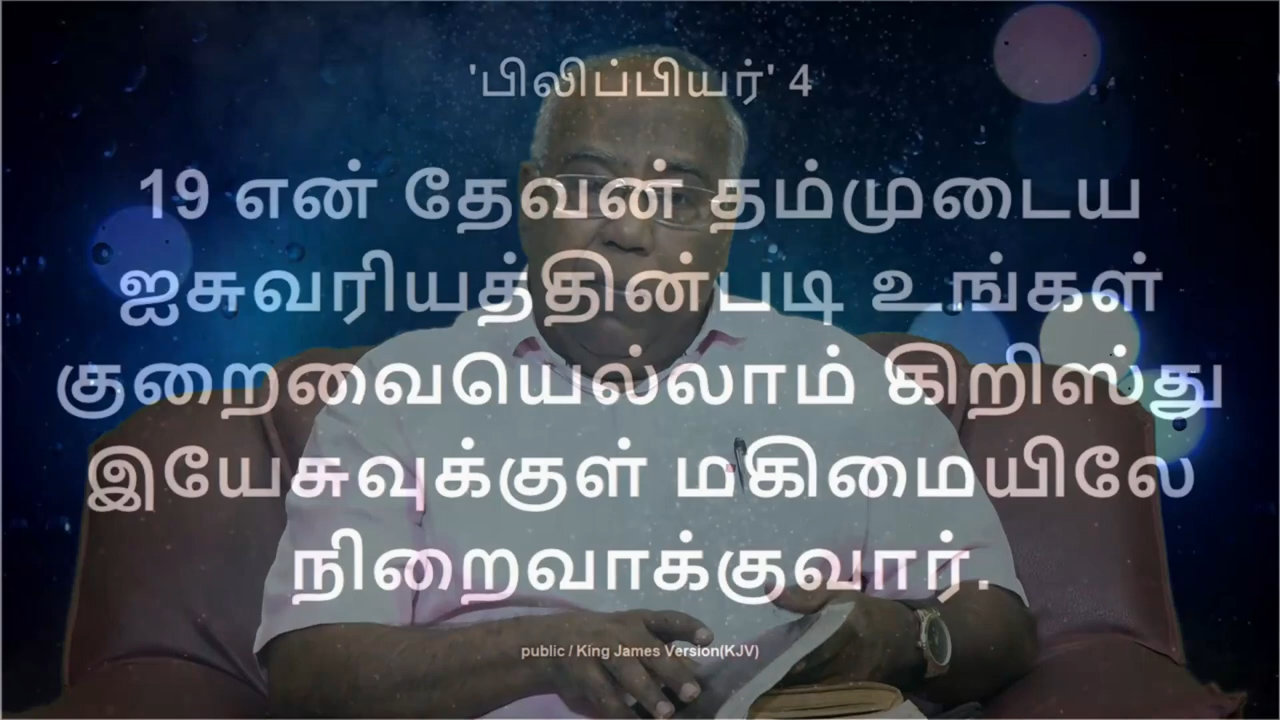 'பிலிப்பியர்' 4
19 என் தேவன் தம்முடைய
ஐசுவரியத்தின்படி உங்கள்
குறைவையெல்லாம் கிறிஸ்து
இயேசுவுக்குள் மகிமையிலே
நிறைவாக்குவார்.
public / King James Version(KJV)